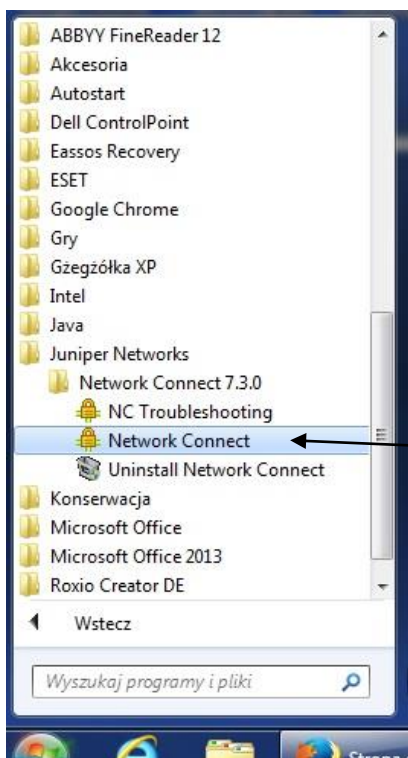 ABBYY FineReader 12
Akcesoria
Autostart
Dell ControlPoint
Eassos Recovery
ESET
Google Chrome
Gry
Gżegżółka XP
Intel
Java
Juniper Networks
Network Connect 7.3.0
NC Troubleshooting
Network Connect
Uninstall Network Connect
Konserwacja
Microsoft Office
Microsoft Office 2013
Roxio Creator DE
Wstecz
Wyszukaj programy i pliki
Strona